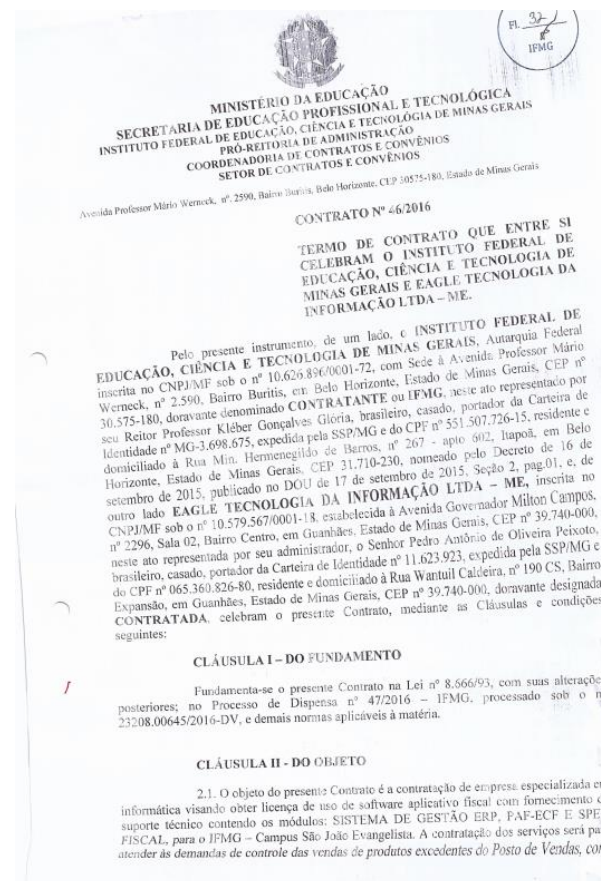 Fl. 32
IFMG
MINISTÉRIO DA EDUCAÇÃO
SECRETARIA DE EDUCAÇÃO PROFISSIONAL E TECNOLÓGICA
INSTITUTO FEDERAL DE EDUCAÇÃO, CIÊNCIA E TECNOLÓGIA DE MINAS GERAIS
PRÓ-REITORIA DE ADMINISTRAÇÃO
COORDENADORIA DE CONTRATOS E CONVÊNIOS
SETOR DE CONTRATOS E CONVÊNIOS
Avenida Professor Mário Werneck, nº. 2590, Bairro Buritis, Belo Horizonte, CEP 30575-180, Estado de Minas Gerais
CONTRATO Nº 46/2016
TERMO DE CONTRATO QUE ENTRE SI
CELEBRAM O INSTITUTO FEDERAL DE
EDUCAÇÃO, CIÊNCIA E TECNOLOGIA DE
MINAS GERAIS E EAGLE TECNOLOGIA DA
INFORMAÇÃO LTDA – ME.
Pelo presente instrumento, de um lado, o INSTITUTO FEDERAL DE
EDUCAÇÃO, CIÊNCIA E TECNOLOGIA DE MINAS GERAIS, Autarquia Federal
inscrita no CNPJ/MF sob o nº 10.626.896/0001-72, com Sede à Avenida Professor Mário
Werneck, nº 2.590, Bairro Buritis, em Belo Horizonte, Estado de Minas Gerais, CEP nº
30.575-180, doravante denominado CONTRATANTE ou IFMG, neste ato representado por
seu Reitor Professor Kléber Gonçalves Glória, brasileiro, casado, portador da Carteira de
Identidade nº MG-3.698.675, expedida pela SSP/MG e do CPF nº 551.507.726-15, residente e
domiciliado à Rua Min. Hermenegildo de Barros, nº 267 - apto 602, Itapoã, em Belo
Horizonte, Estado de Minas Gerais, CEP 31.710-230, nomeado pelo Decreto de 16 de
setembro de 2015, publicado no DOU de 17 de setembro de 2015, Seção 2, pag.01, e, de
outro lado EAGLE TECNOLOGIA DA INFORMAÇÃO LTDA – ME, inscrita no
CNPJ/MF sob o nº 10.579.567/0001-18, estabelecida à Avenida Governador Milton Campos,
nº 2296, Sala 02, Bairro Centro, em Guanhães, Estado de Minas Gerais, CEP nº 39.740-000,
neste ato representada por seu administrador, o Senhor Pedro Antônio de Oliveira Peixoto,
brasileiro, casado, portador da Carteira de Identidade nº 11.623.923, expedida pela SSP/MG e
do CPF nº 065.360.826-80, residente e domiciliado à Rua Wantuil Caldeira, nº 190 CS, Bairro
Expansão, em Guanhães, Estado de Minas Gerais, CEP nº 39.740-000, doravante designada
CONTRATADA, celebram o presente Contrato, mediante as Cláusulas e condições
seguintes:
CLÁUSULA I – DO FUNDAMENTO
Fundamenta-se o presente Contrato na Lei nº 8.666/93, com suas alteraçõe
posteriores; no Processo de Dispensa nº 47/2016 – IFMG, processado sob o n
23208.00645/2016-DV, e demais normas aplicáveis à matéria.
CLÁUSULA II - DO OBJETO
2.1. O objeto do presente Contrato é a contratação de empresa especializada e
informática visando obter licença de uso de software aplicativo fiscal com fornecimento
suporte técnico contendo os módulos: SISTEMA DE GESTÃO ERP, PAF-ECF E SPE
FISCAL, para o IFMG – Campus São João Evangelista. A contratação dos serviços será pa
atender às demandas de controle das vendas de produtos excedentes do Posto de Vendas, co